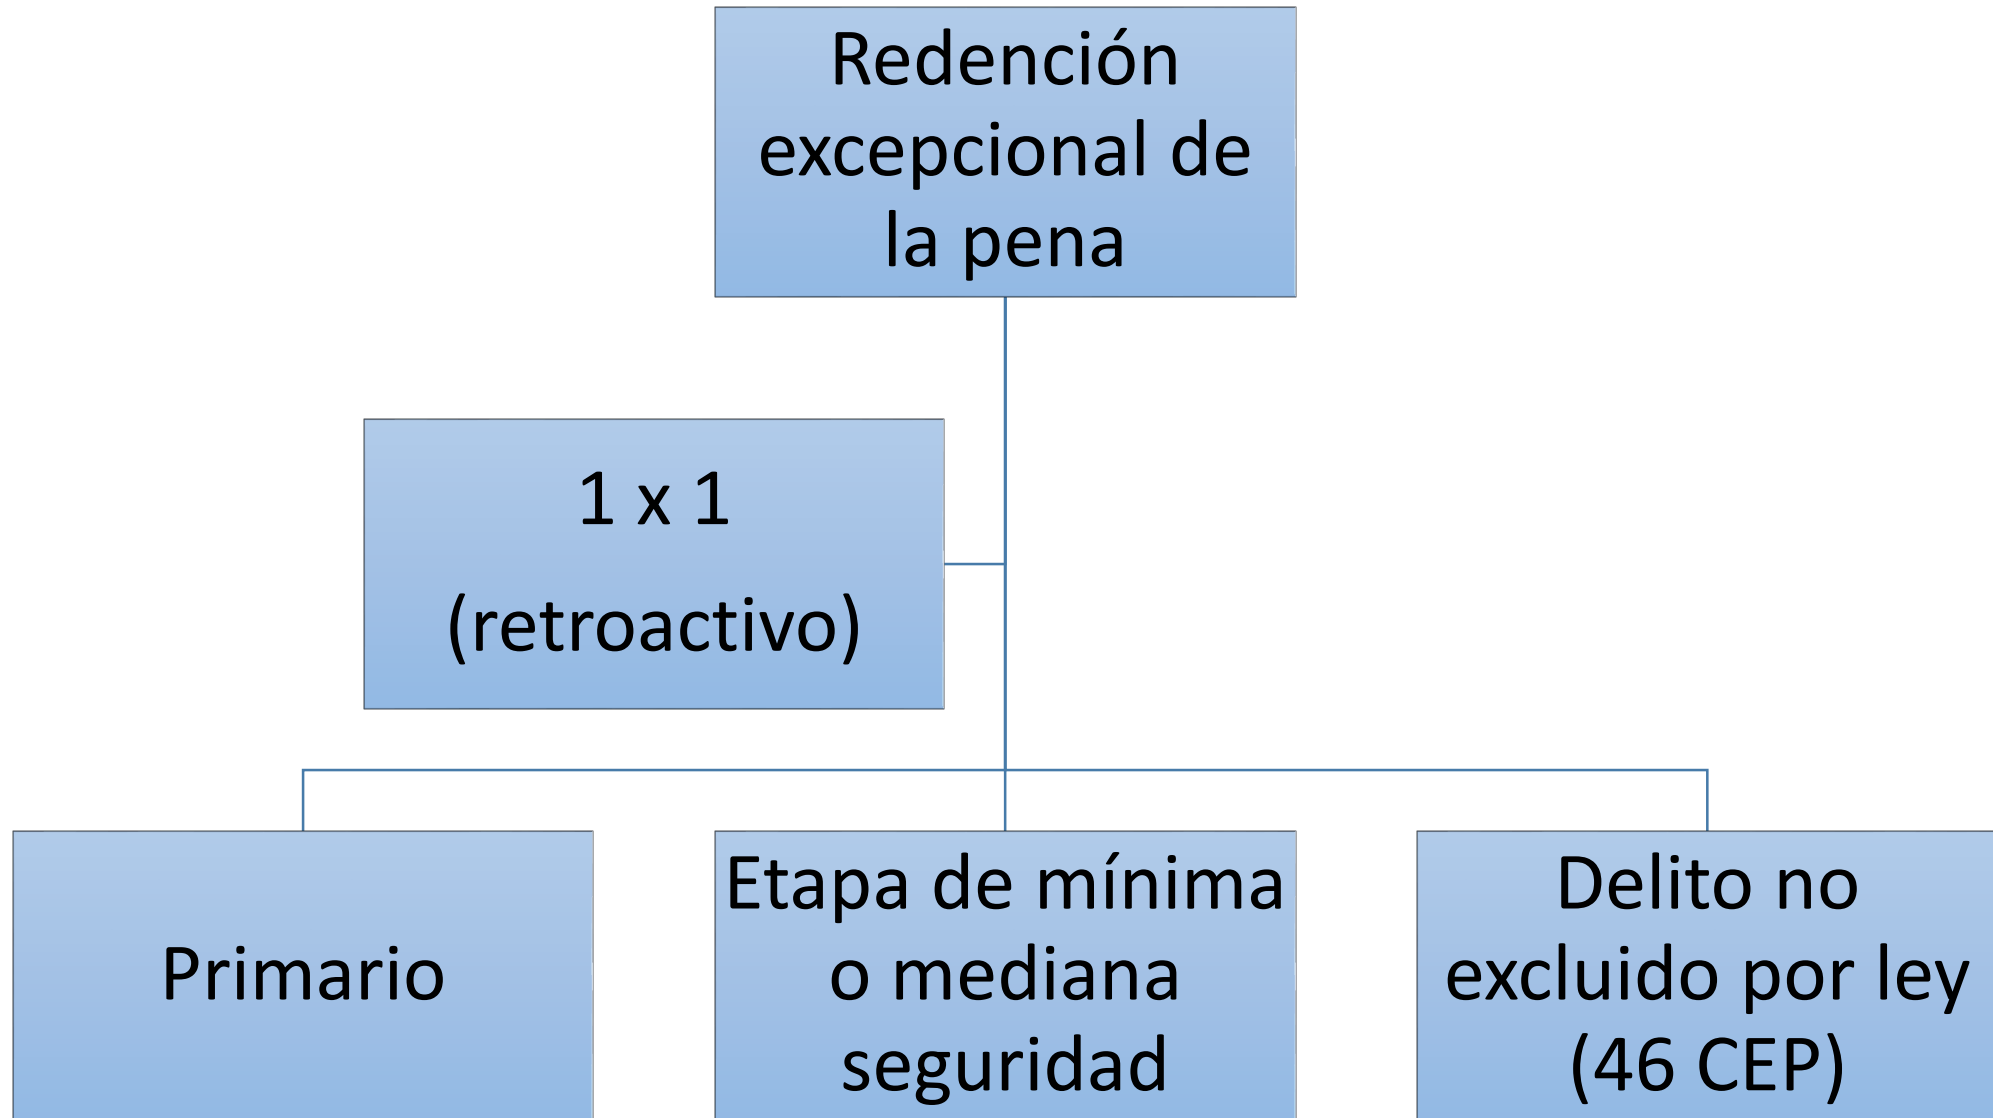 Redención
excepcional de
la pena
1 x 1
(retroactivo)
Primario
Etapa de mínima
o mediana
seguridad
Delito no
excluido por ley
(46 CEP)